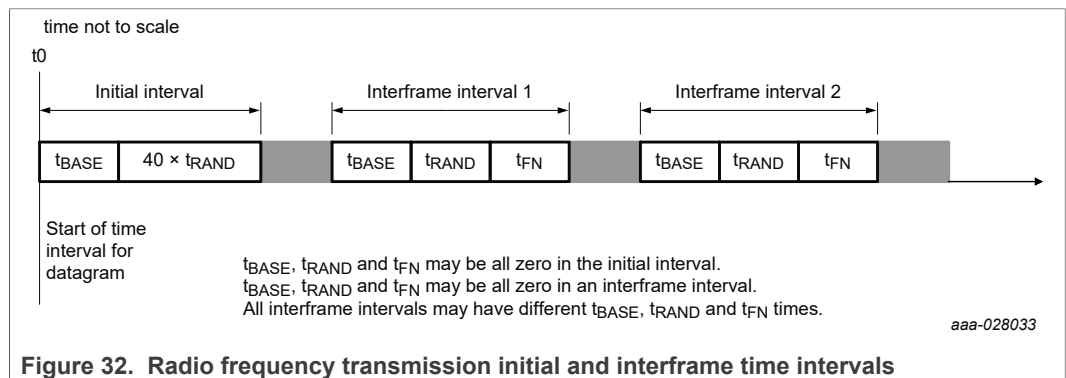 time not to scale
t0
Initial interval
Interframe interval 1
Interframe interval 2
tBASE
40 × tRAND
tBASE
tRAND
tFN
tBASE
tRAND
tFN
Start of time
interval for
datagram
tBASE, tRAND and tFN may be all zero in the initial interval.
tBASE, tRAND and tFN may be all zero in an interframe interval.
All interframe intervals may have different tBASE, tRAND and tFN times.
aaa-028033
Figure 32. Radio frequency transmission initial and interframe time intervals